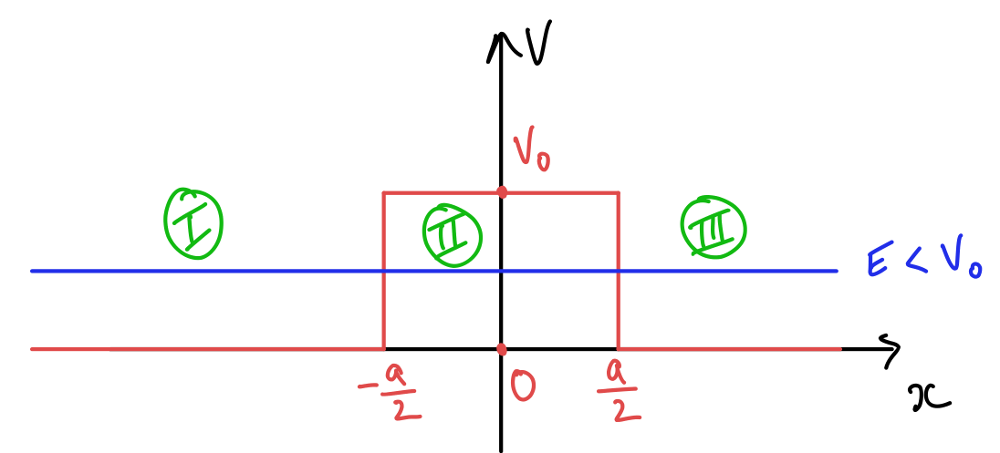 V
V₀
I
II
III
E < V₀
-a/2
0
a/2
x